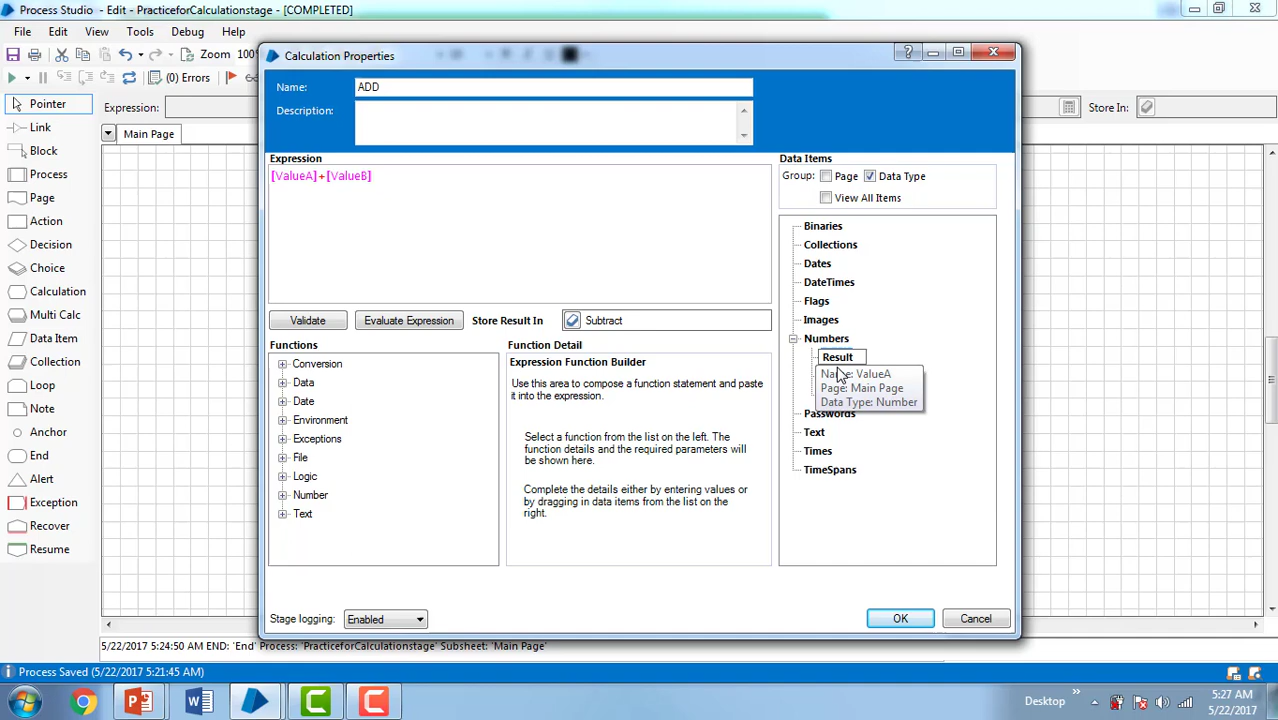 Process Studio - Edit - PracticeforCalculationstage - [COMPLETED]
File Edit View Tools Debug Help
Zoom 100%
(0) Errors
Pointer
Expression:
Store In:
Link
Main Page
Block
Process
Page
Action
Decision
Choice
Calculation
Multi Calc
Data Item
Collection
Loop
Note
Anchor
End
Alert
Exception
Recover
Resume
Calculation Properties
Name: ADD
Description:
Expression
[ValueA]+[ValueB]
Validate
Evaluate Expression
Store Result In
Subtract
Functions
Conversion
Data
Date
Environment
Exceptions
File
Logic
Number
Text
Function Detail
Expression Function Builder
Use this area to compose a function statement and paste
it into the expression.
Select a function from the list on the left. The
function details and the required parameters will
be shown here.
Complete the details either by entering values or
by dragging in data items from the list on the
right.
Data Items
Group: Page Data Type
View All Items
Binaries
Collections
Dates
DateTimes
Flags
Images
Numbers
Result
Name: ValueA
Page: Main Page
Data Type: Number
Passwords
Text
Times
TimeSpans
Stage logging: Enabled
OK
Cancel
5/22/2017 5:24:50 AM END: 'End' Process: 'PracticeforCalculationstage' Subsheet: 'Main Page'
Process Saved (5/22/2017 5:21:45 AM)
Desktop
5:27 AM
5/22/2017